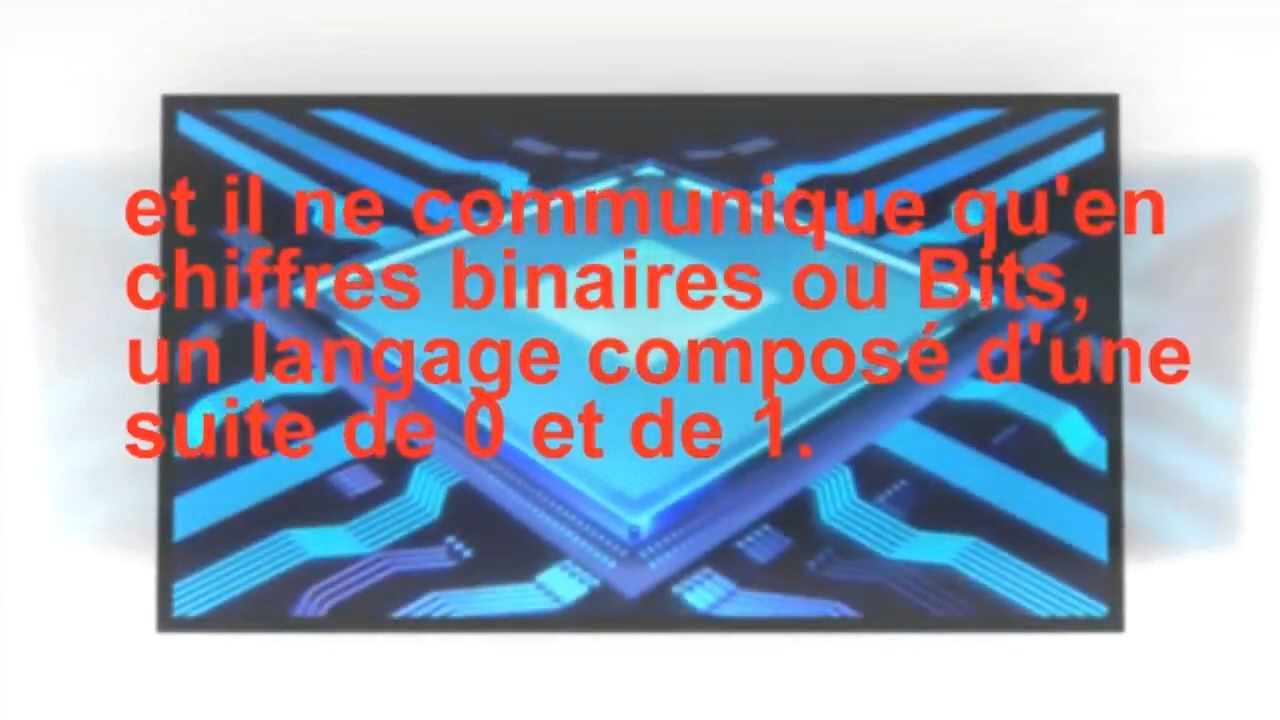 et il ne communique qu'en
chiffres binaires ou Bits,
un langage composé d'une
suite de 0 et de 1.